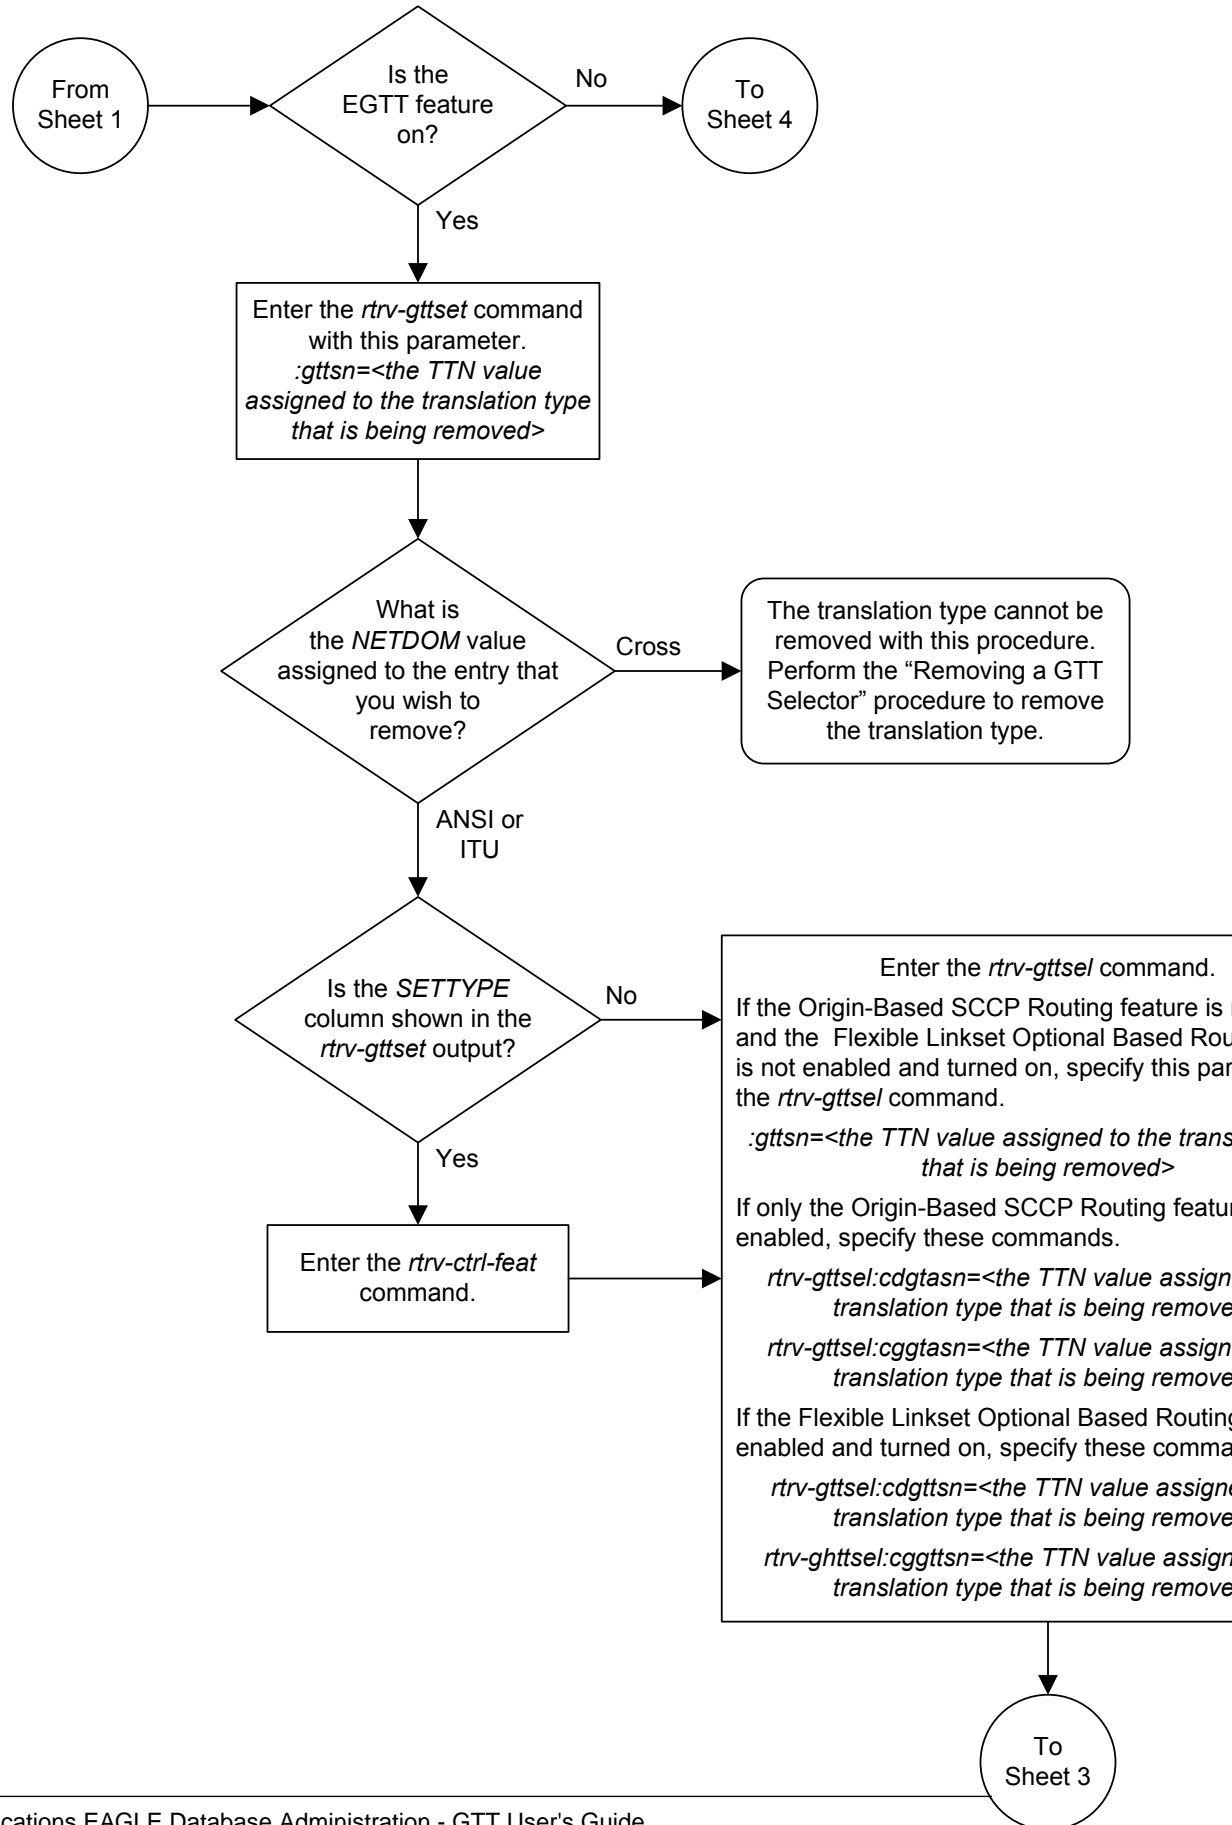 From
Sheet 1
Is the
EGTT feature
on?
No
To
Sheet 4
Yes
Enter the rtrv-gttset command
with this parameter.
:gttsn=<the TTN value
assigned to the translation type
that is being removed>
What is
the NETDOM value
assigned to the entry that
you wish to
remove?
Cross
The translation type cannot be
removed with this procedure.
Perform the “Removing a GTT
Selector” procedure to remove
the translation type.
ANSI or
ITU
Is the SETTYPE
column shown in the
rtrv-gttset output?
No
Yes
Enter the rtrv-ctrl-feat
command.
Enter the rtrv-gttsel command.
If the Origin-Based SCCP Routing feature is
and the Flexible Linkset Optional Based Rou
is not enabled and turned on, specify this par
the rtrv-gttsel command.
:gttsn=<the TTN value assigned to the trans
that is being removed>
If only the Origin-Based SCCP Routing featu
enabled, specify these commands.
rtrv-gttsel:cdgtasn=<the TTN value assign
translation type that is being remove
rtrv-gttsel:cggtasn=<the TTN value assign
translation type that is being remove
If the Flexible Linkset Optional Based Routing
enabled and turned on, specify these comma
rtrv-gttsel:cdgttsn=<the TTN value assigne
translation type that is being remove
rtrv-ghttsel:cggttsn=<the TTN value assign
translation type that is being remove
To
Sheet 3
cations EAGLE Database Administration - GTT User's Guide